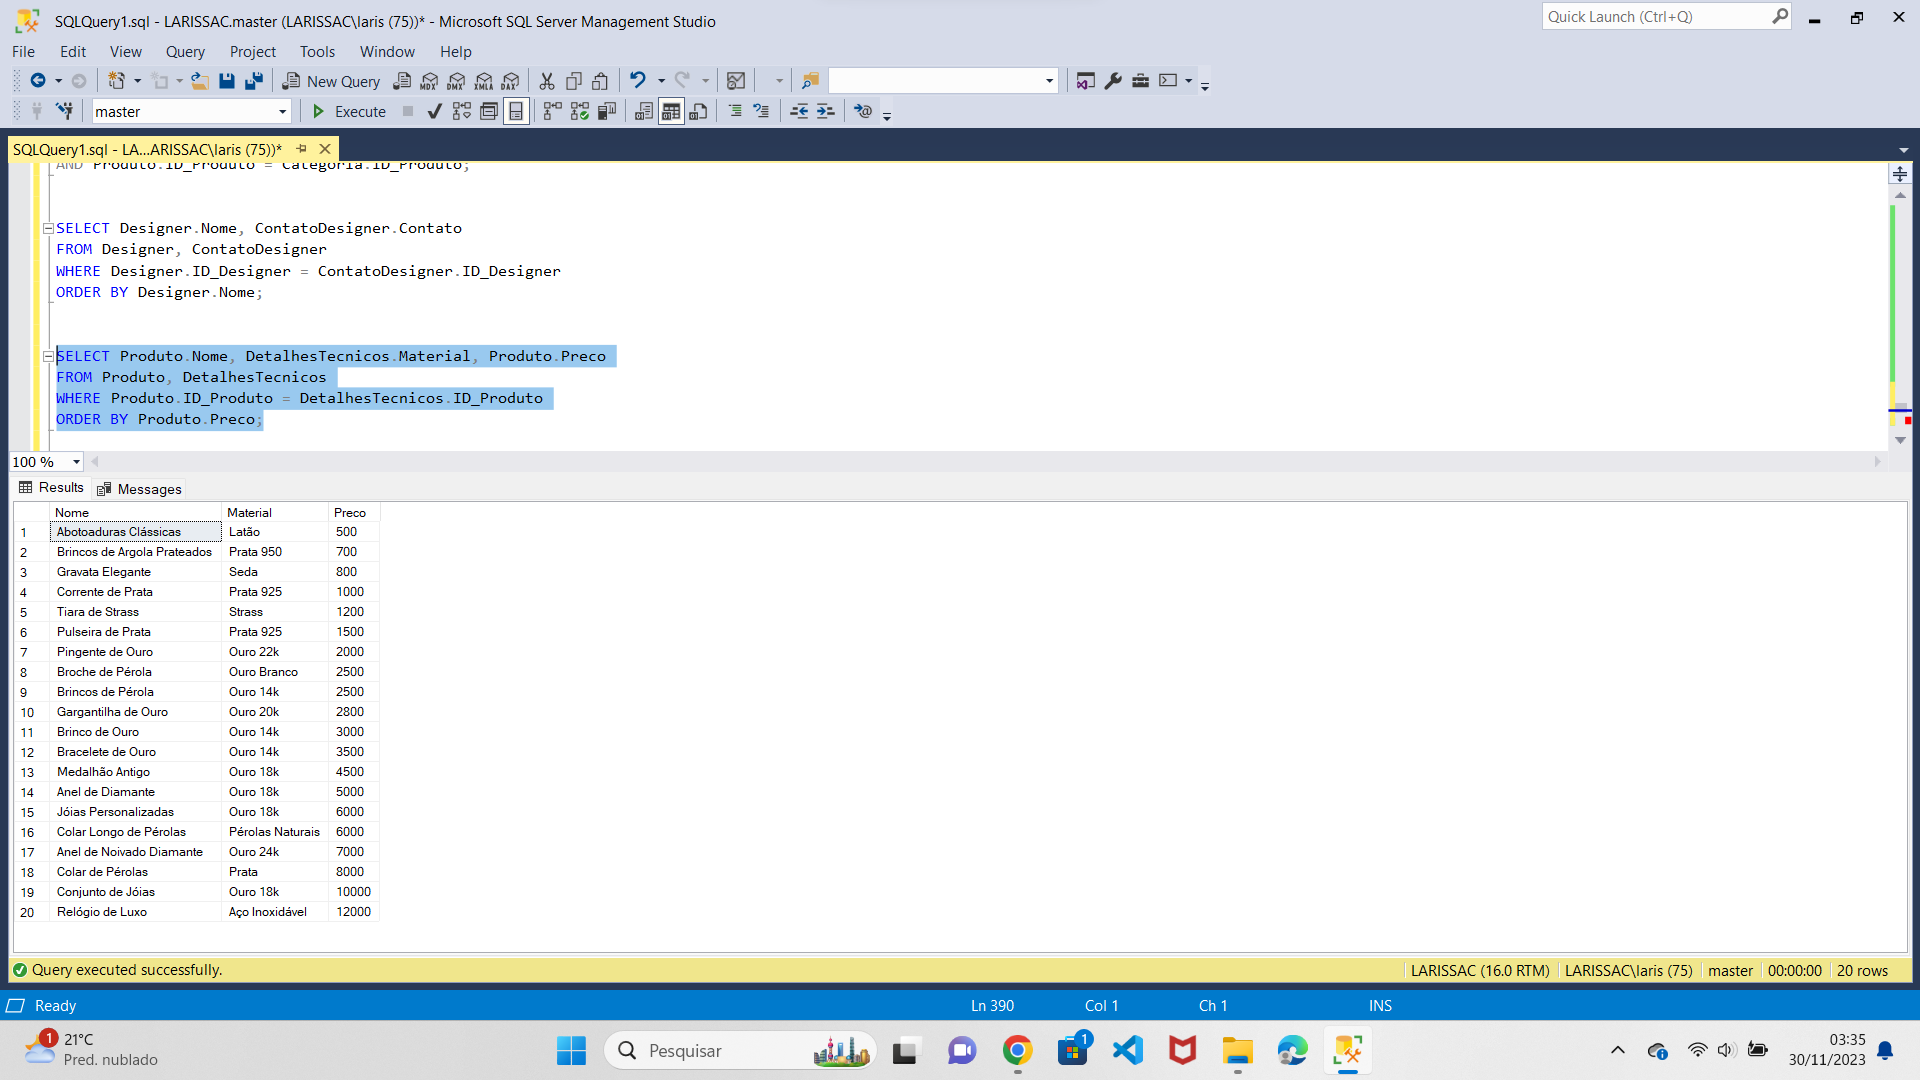 SQLQuery1.sql - LARISSAC.master (LARISSAC\laris (75))* - Microsoft SQL Server Management Studio
Quick Launch (Ctrl+Q)
File Edit View Query Project Tools Window Help
New Query
MDX DMX XMLA DAX
master
Execute
SQLQuery1.sql - LA...ARISSAC\laris (75))*
AND Produto.ID_Produto = Categoria.ID_Produto;
SELECT Designer.Nome, ContatoDesigner.Contato
FROM Designer, ContatoDesigner
WHERE Designer.ID_Designer = ContatoDesigner.ID_Designer
ORDER BY Designer.Nome;
SELECT Produto.Nome, DetalhesTecnicos.Material, Produto.Preco
FROM Produto, DetalhesTecnicos
WHERE Produto.ID_Produto = DetalhesTecnicos.ID_Produto
ORDER BY Produto.Preco;
100 %
Results Messages
Nome Material Preco
1 Abotoaduras Clássicas Latão 500
2 Brincos de Argola Prateados Prata 950 700
3 Gravata Elegante Seda 800
4 Corrente de Prata Prata 925 1000
5 Tiara de Strass Strass 1200
6 Pulseira de Prata Prata 925 1500
7 Pingente de Ouro Ouro 22k 2000
8 Broche de Pérola Ouro Branco 2500
9 Brincos de Pérola Ouro 14k 2500
10 Gargantilha de Ouro Ouro 20k 2800
11 Brinco de Ouro Ouro 14k 3000
12 Bracelete de Ouro Ouro 14k 3500
13 Medalhão Antigo Ouro 18k 4500
14 Anel de Diamante Ouro 18k 5000
15 Jóias Personalizadas Ouro 18k 6000
16 Colar Longo de Pérolas Pérolas Naturais 6000
17 Anel de Noivado Diamante Ouro 24k 7000
18 Colar de Pérolas Prata 8000
19 Conjunto de Jóias Ouro 18k 10000
20 Relógio de Luxo Aço Inoxidável 12000
Query executed successfully.
LARISSAC (16.0 RTM) LARISSAC\laris (75) master 00:00:00 20 rows
Ready
Ln 390 Col 1 Ch 1 INS
1
21°C
Pred. nublado
Pesquisar
1
03:35
30/11/2023